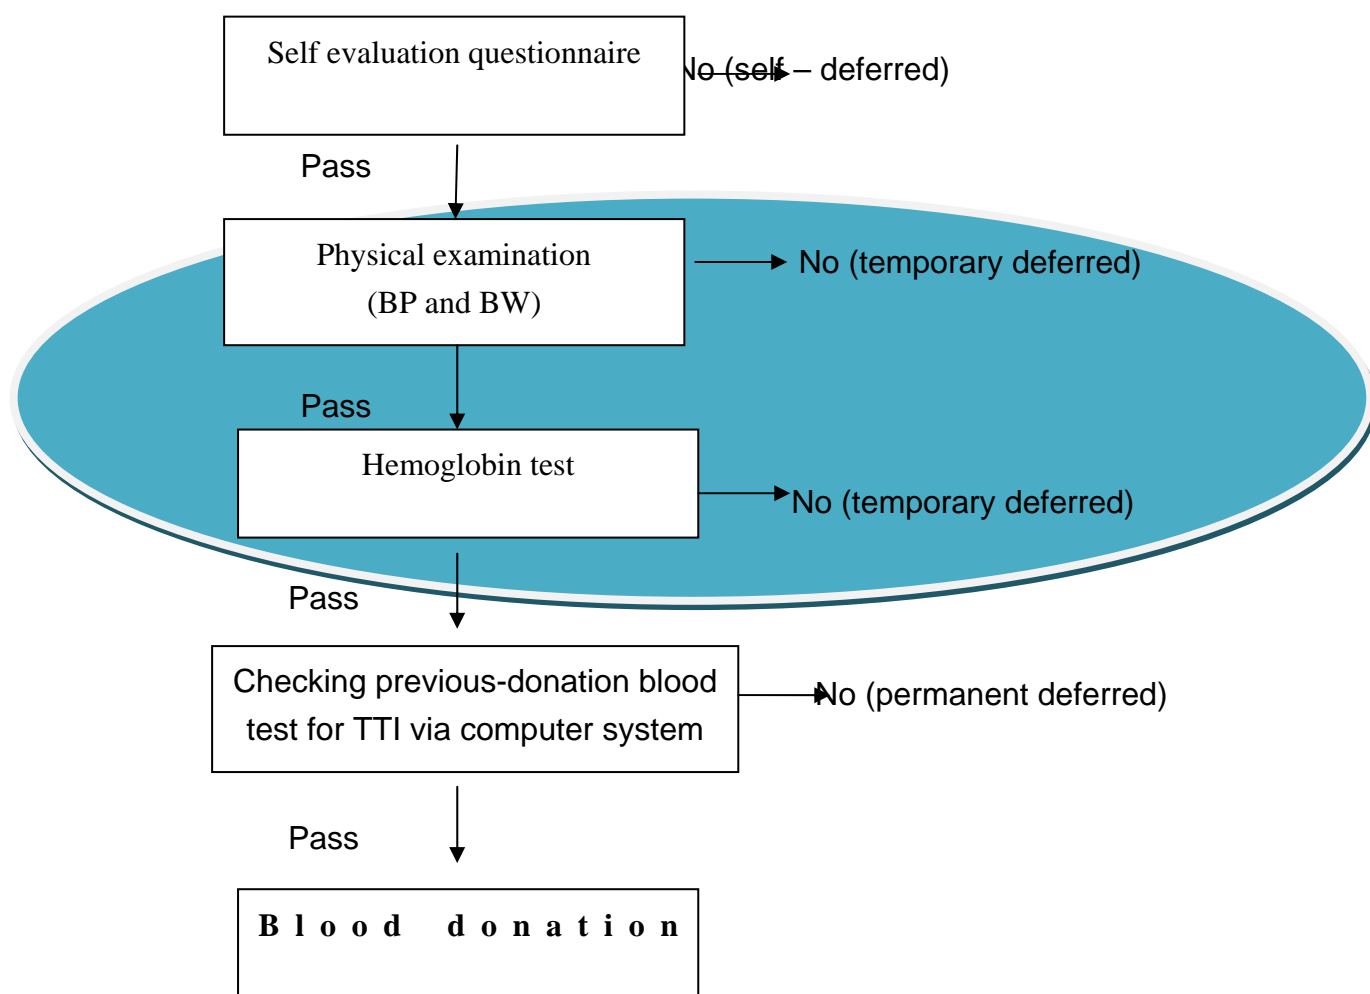 Self evaluation questionnaire
No (self – deferred)
Pass
Physical examination
(BP and BW)
No (temporary deferred)
Pass
Hemoglobin test
No (temporary deferred)
Pass
Checking previous-donation blood
test for TTI via computer system
No (permanent deferred)
Pass
Blood donation